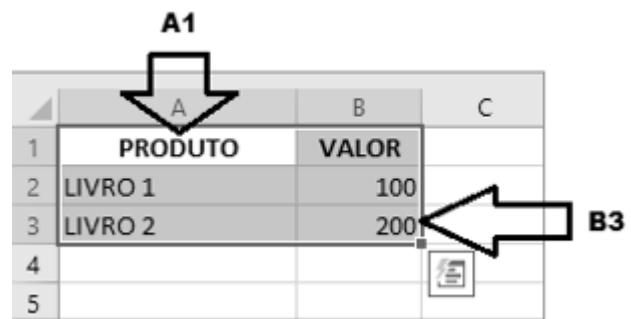 A1
A B C
1 PRODUTO VALOR
2 LIVRO 1 100
3 LIVRO 2 200
B3
4
5